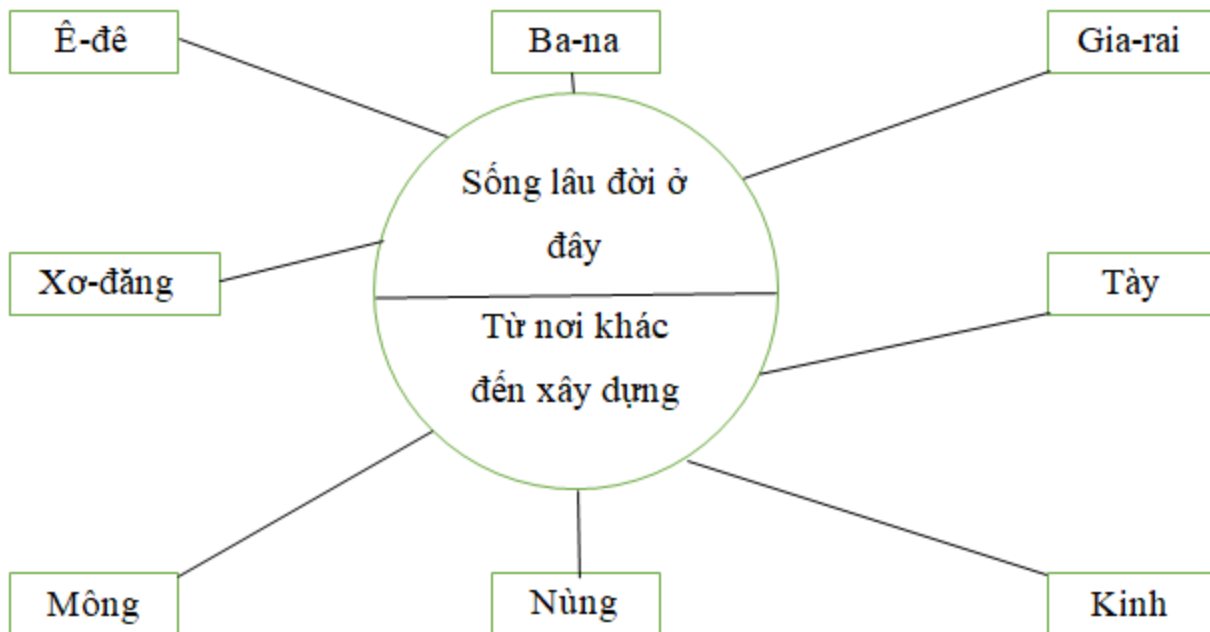 Ê-đê
Ba-na
Gia-rai
Sống lâu đời ở
đây
Xơ-đăng
Tày
Từ nơi khác
đến xây dựng
Mông
Nùng
Kinh